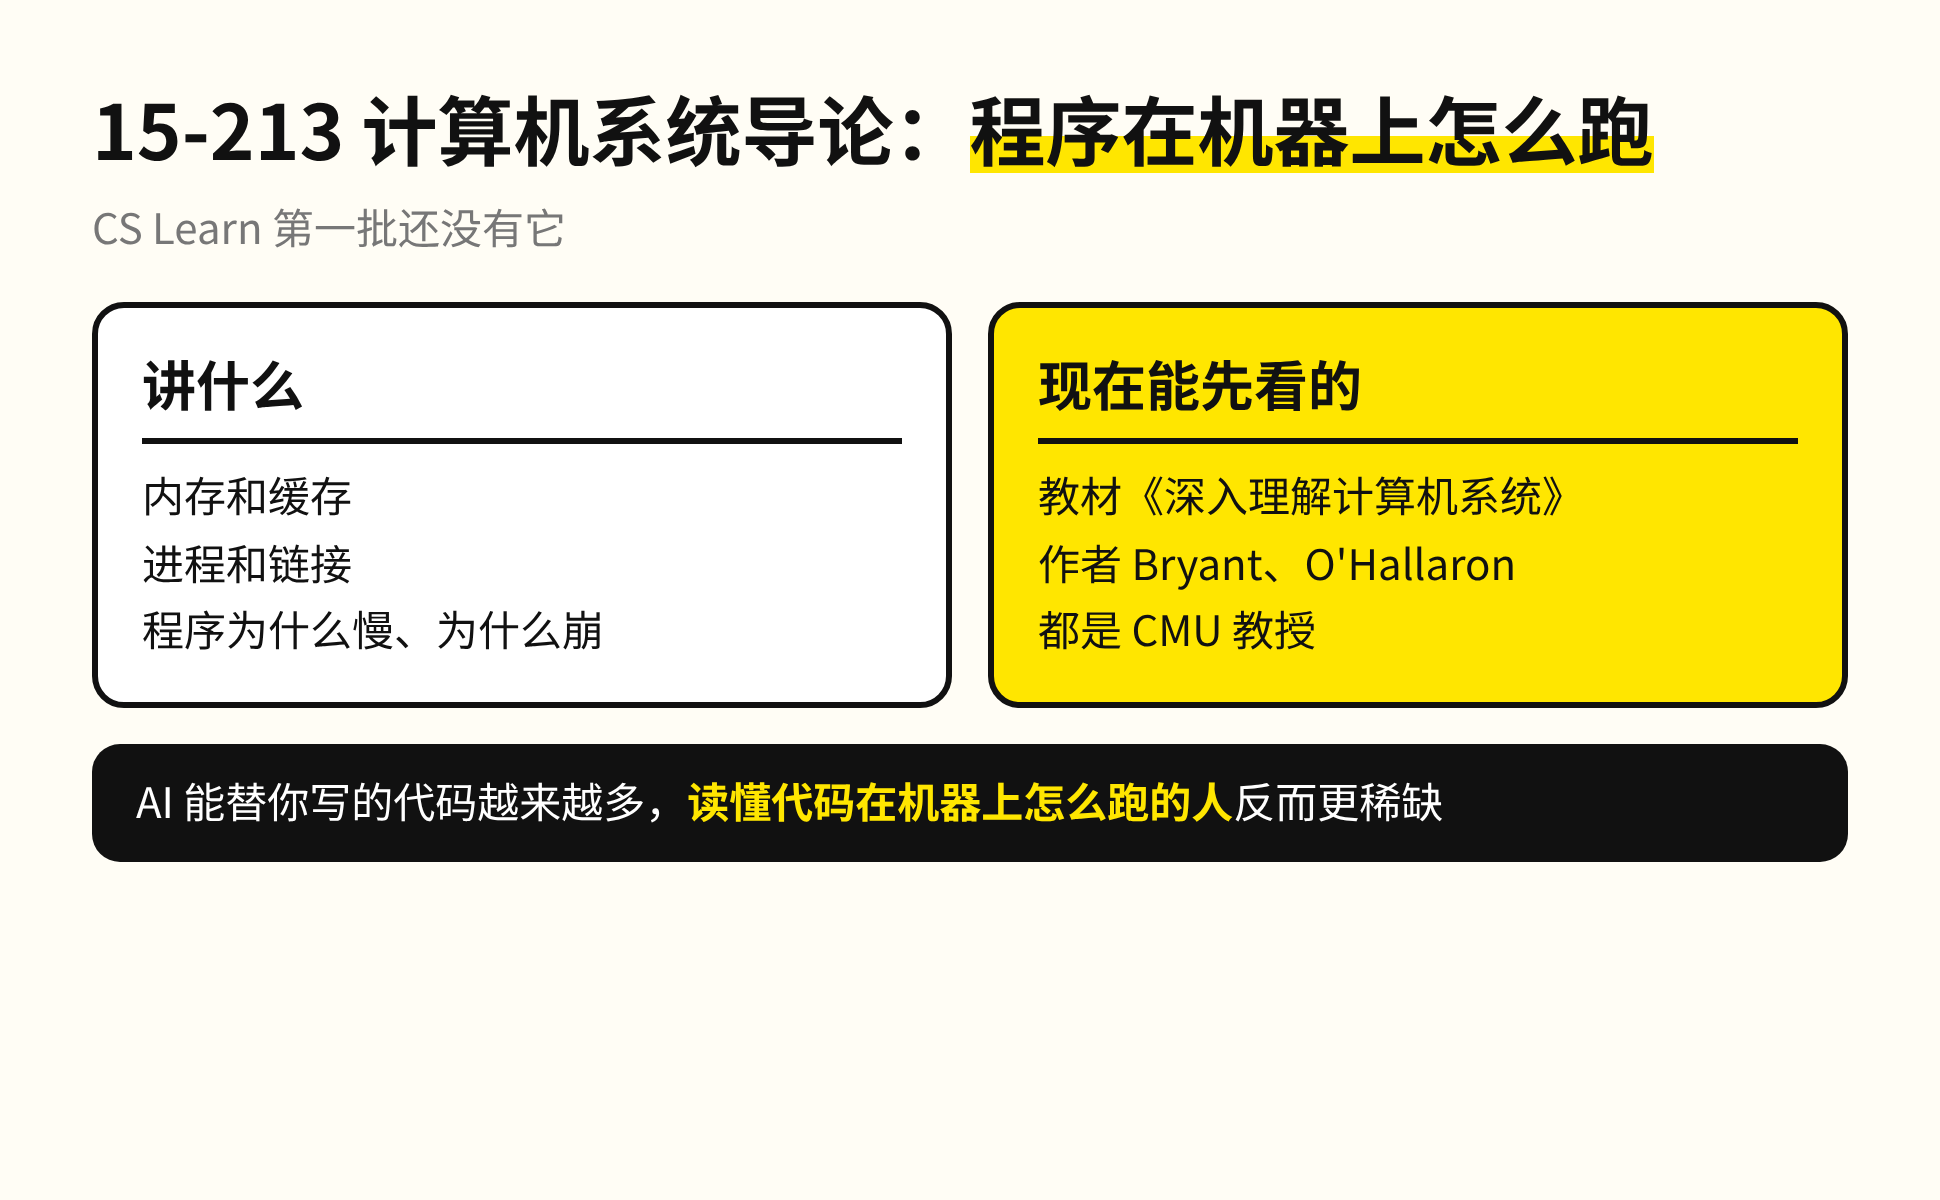 15-213 计算机系统导论：程序在机器上怎么跑
CS Learn 第一批还没有它
讲什么
内存和缓存
进程和链接
程序为什么慢、为什么崩
现在能先看的
教材《深入理解计算机系统》
作者 Bryant、O'Hallaron
都是 CMU 教授
AI 能替你写的代码越来越多，读懂代码在机器上怎么跑的人反而更稀缺